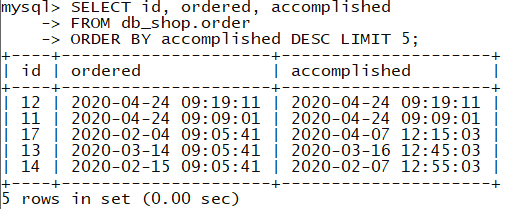 mysql> SELECT id, ordered, accomplished
    -> FROM db_shop.order
    -> ORDER BY accomplished DESC LIMIT 5;
+----+---------------------+---------------------+
| id | ordered             | accomplished        |
+----+---------------------+---------------------+
| 12 | 2020-04-24 09:19:11 | 2020-04-24 09:19:11 |
| 11 | 2020-04-24 09:09:01 | 2020-04-24 09:09:01 |
| 17 | 2020-02-04 09:05:41 | 2020-04-07 12:15:03 |
| 13 | 2020-03-14 09:05:41 | 2020-03-16 12:45:03 |
| 14 | 2020-02-15 09:05:41 | 2020-02-07 12:55:03 |
+----+---------------------+---------------------+
5 rows in set (0.00 sec)